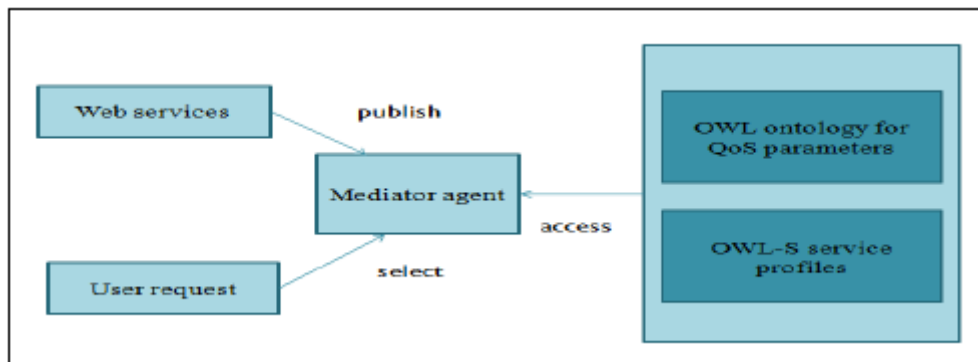 Web services
publish
OWL ontology for
QoS parameters
Mediator agent
access
OWL-S service
profiles
select
User request